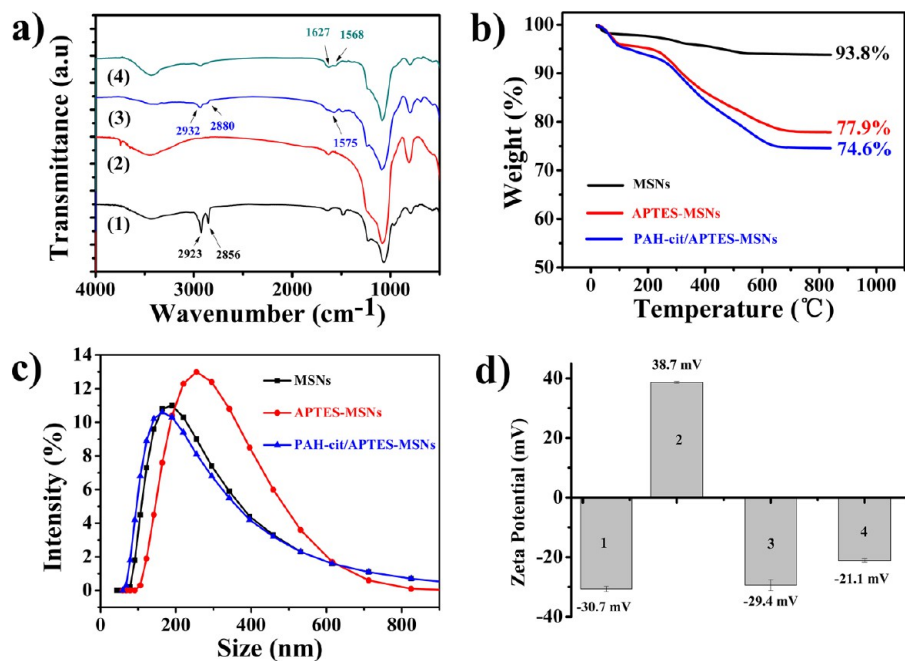 a)
Transmittance (a.u)
1627
1568
(4)
(3)
2932
2880
1575
(2)
(1)
2923
2856
4000
3000
2000
1000
Wavenumber (cm-1)
b)
Weight (%)
100
90
80
70
60
50
93.8%
77.9%
74.6%
MSNs
APTES-MSNs
PAH-cit/APTES-MSNs
0
200
400
600
800
1000
Temperature (℃)
c)
Intensity (%)
14
12
10
8
6
4
2
0
MSNs
APTES-MSNs
PAH-cit/APTES-MSNs
0
200
400
600
800
Size (nm)
d)
Zeta Potential (mV)
40
20
0
-20
-40
38.7 mV
2
1
3
4
-30.7 mV
-29.4 mV
-21.1 mV